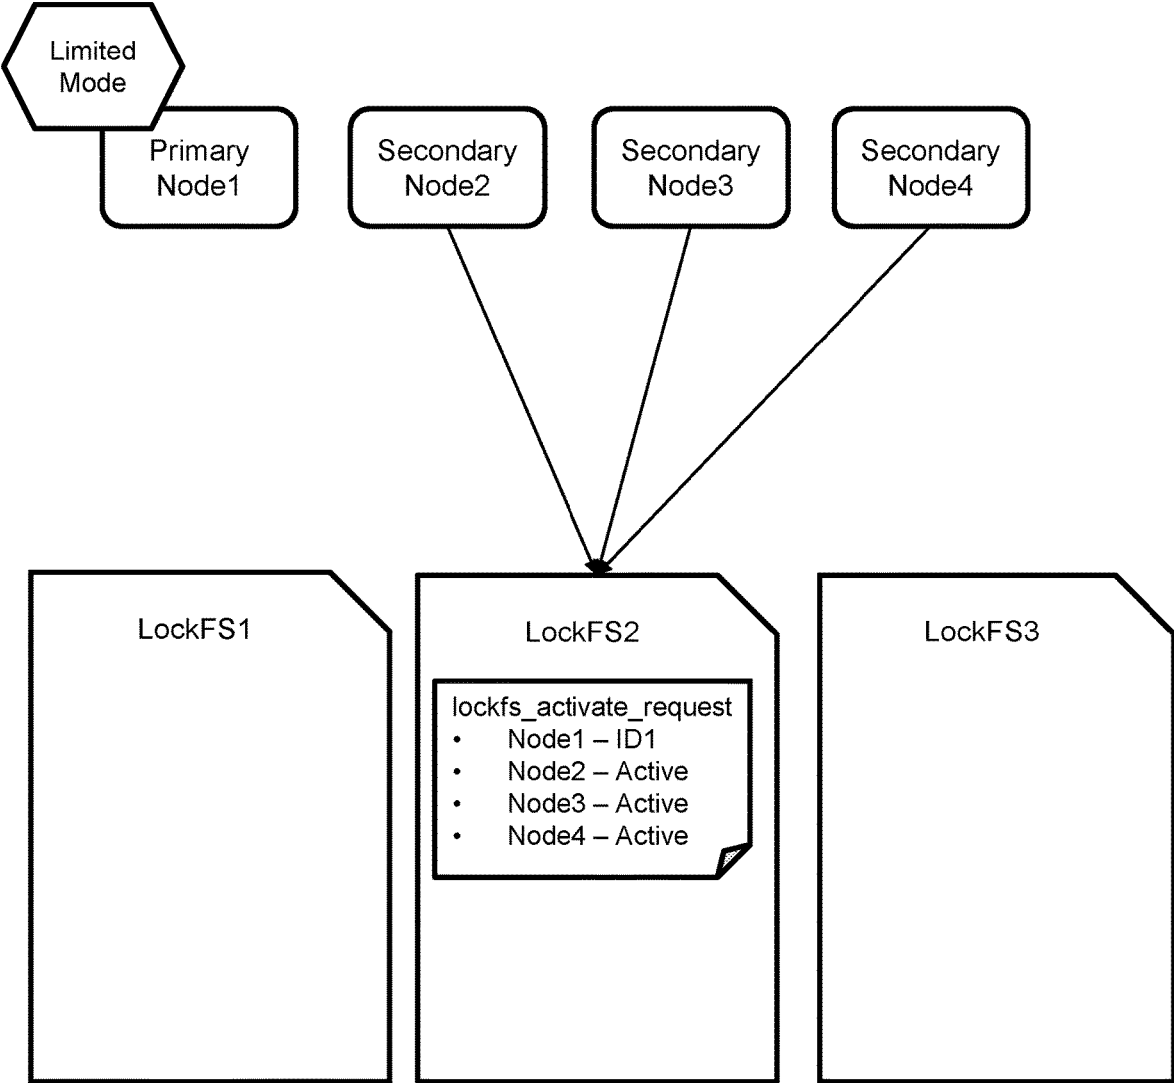 Limited
Mode
Primary
Node1
Secondary
Node2
Secondary
Node3
Secondary
Node4
LockFS1
LockFS2
LockFS3
lockfs_activate_request
• Node1 – ID1
• Node2 – Active
• Node3 – Active
• Node4 – Active